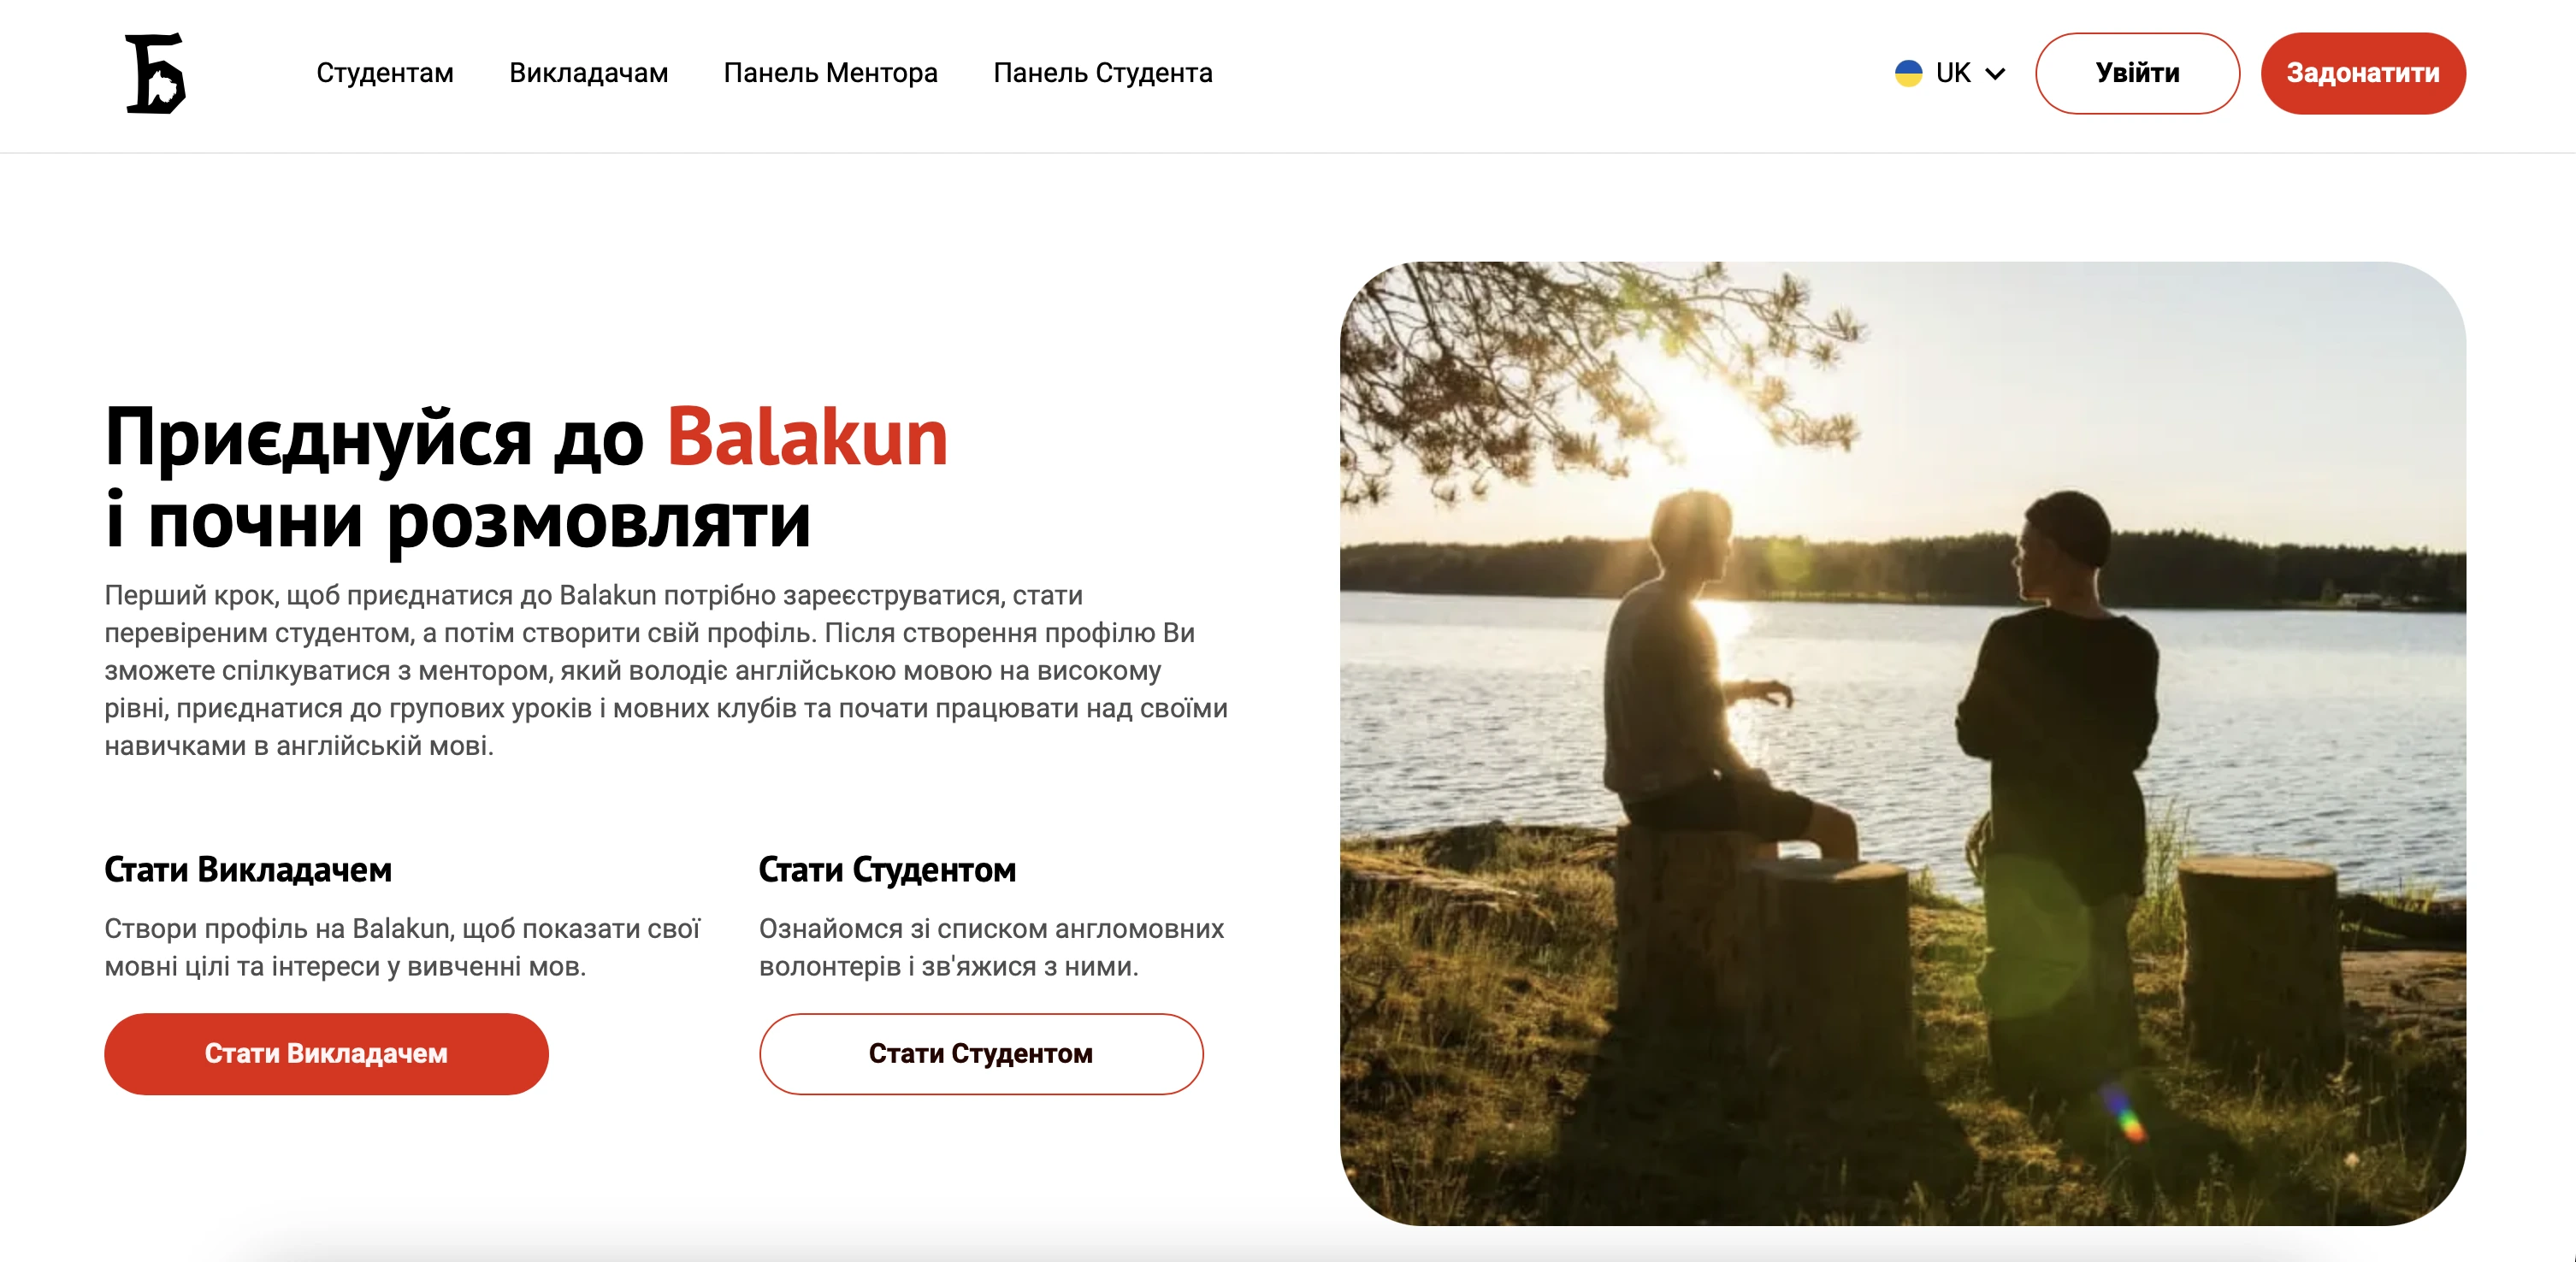 Б
Студентам
Викладачам
Панель Ментора
Панель Студента
UK
Увійти
Задонатити
Приєднуйся до Balakun
і почни розмовляти
Перший крок, щоб приєднатися до Balakun потрібно зареєструватися, стати
перевіреним студентом, а потім створити свій профіль. Після створення профілю Ви
зможете спілкуватися з ментором, який володіє англійською мовою на високому
рівні, приєднатися до групових уроків і мовних клубів та почати працювати над своїми
навичками в англійській мові.
Стати Викладачем
Створи профіль на Balakun, щоб показати свої
мовні цілі та інтереси у вивченні мов.
Стати Викладачем
Стати Студентом
Ознайомся зі списком англомовних
волонтерів і зв'яжися з ними.
Стати Студентом